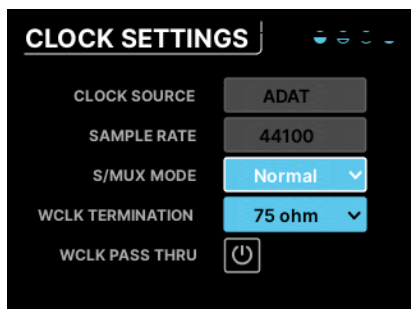 CLOCK SETTINGS
CLOCK SOURCE ADAT
SAMPLE RATE 44100
S/MUX MODE Normal
WCLK TERMINATION 75 ohm
WCLK PASS THRU